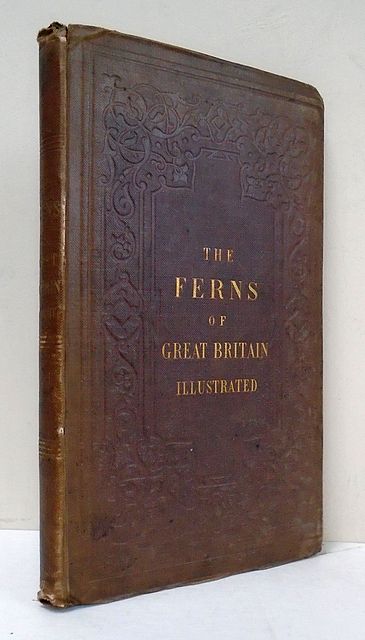 THE
FERNS
OF
GREAT BRITAIN
ILLUSTRATED